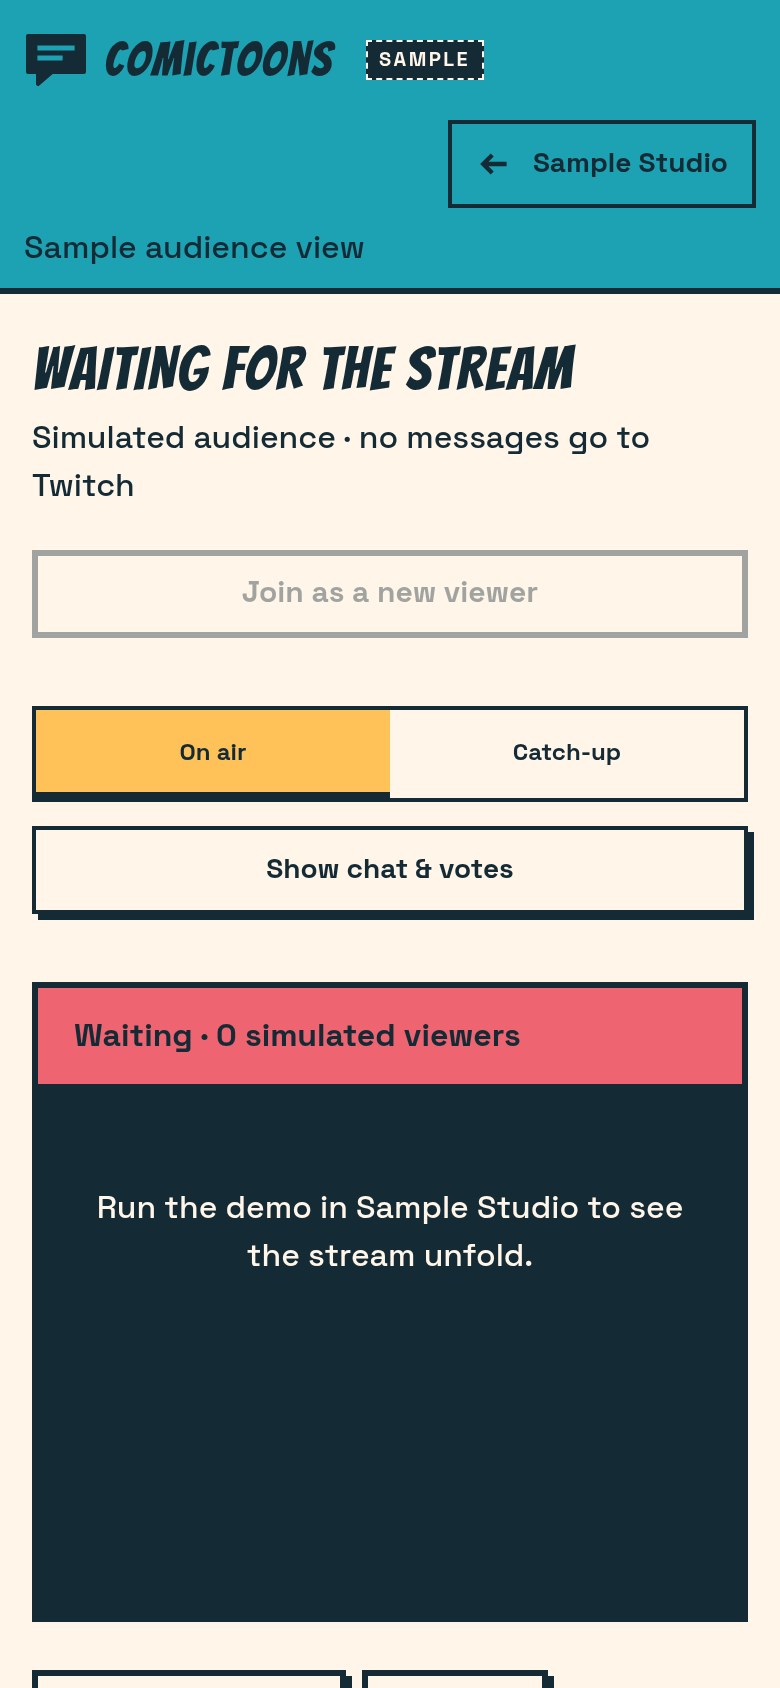 COMICTOONS
SAMPLE
← Sample Studio
Sample audience view
WAITING FOR THE STREAM
Simulated audience · no messages go to
Twitch
Join as a new viewer
On air
Catch-up
Show chat & votes
Waiting · 0 simulated viewers
Run the demo in Sample Studio to see
the stream unfold.